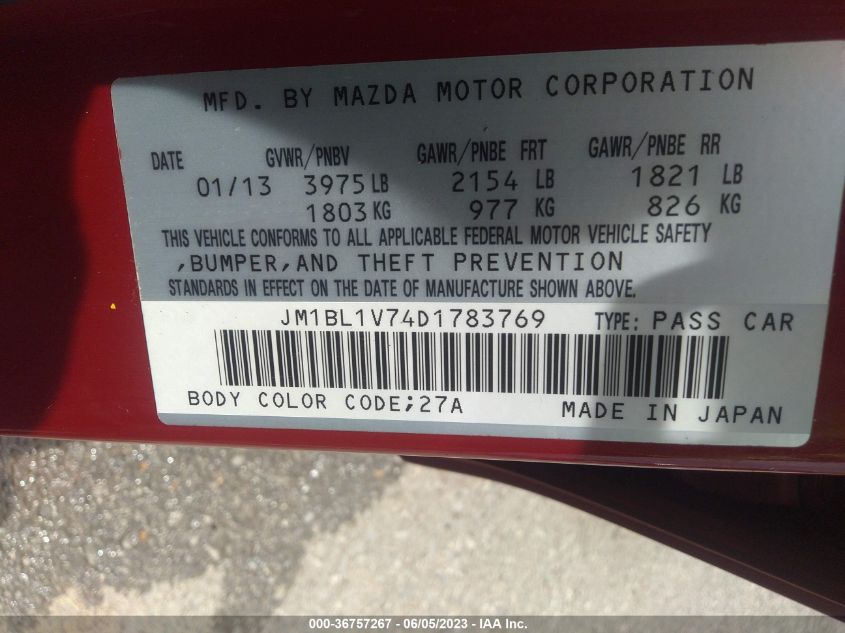 MFD. BY MAZDA MOTOR CORPORATION
DATE GVWR/PNBV GAWR/PNBE FRT GAWR/PNBE RR
01/13 3975 LB 2154 LB 1821 LB
1803 KG 977 KG 826 KG
THIS VEHICLE CONFORMS TO ALL APPLICABLE FEDERAL MOTOR VEHICLE SAFETY
,BUMPER,AND THEFT PREVENTION
STANDARDS IN EFFECT ON THE DATE OF MANUFACTURE SHOWN ABOVE.
JM1BL1V74D1783769 TYPE: PASS CAR
BODY COLOR CODE;27A MADE IN JAPAN
000-36757267 - 06/05/2023 - IAA Inc.